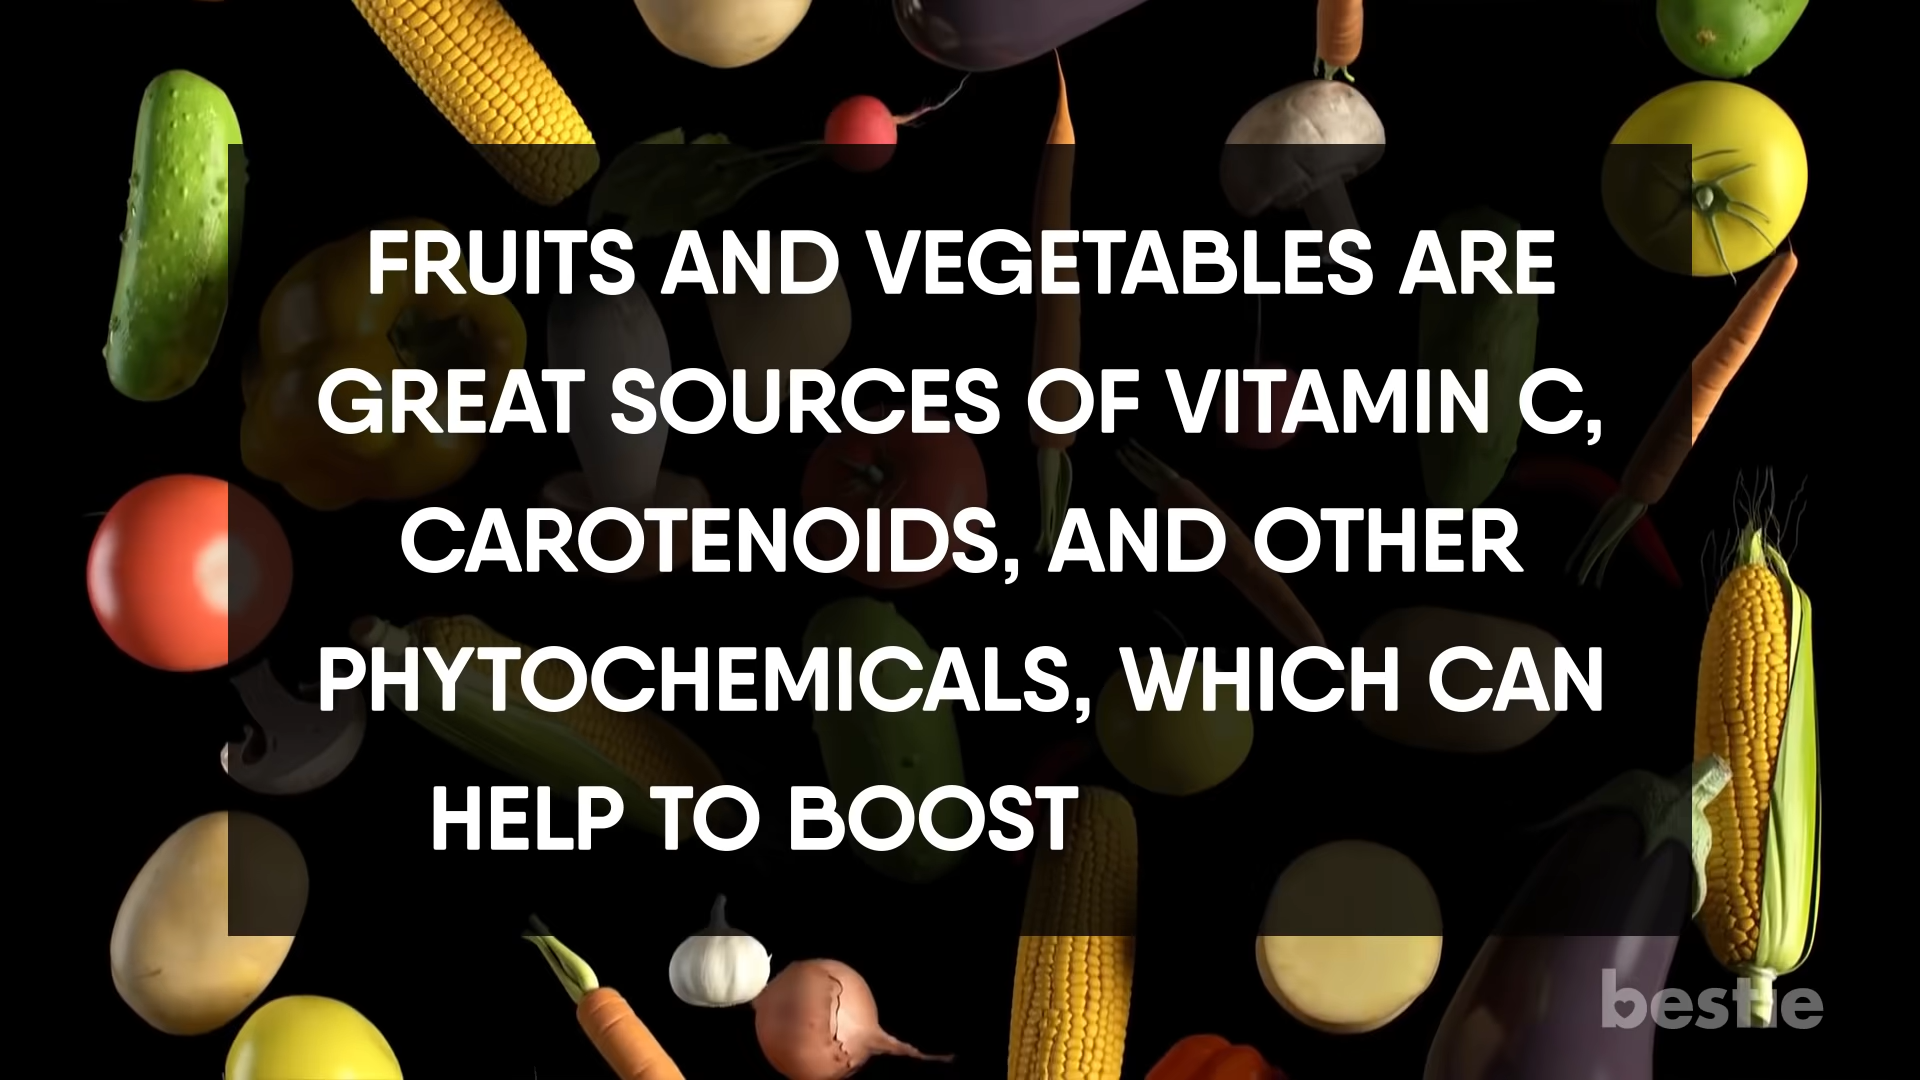 FRUITS AND VEGETABLES ARE
GREAT SOURCES OF VITAMIN C,
CAROTENOIDS, AND OTHER
PHYTOCHEMICALS, WHICH CAN
HELP TO BOOST
bestie